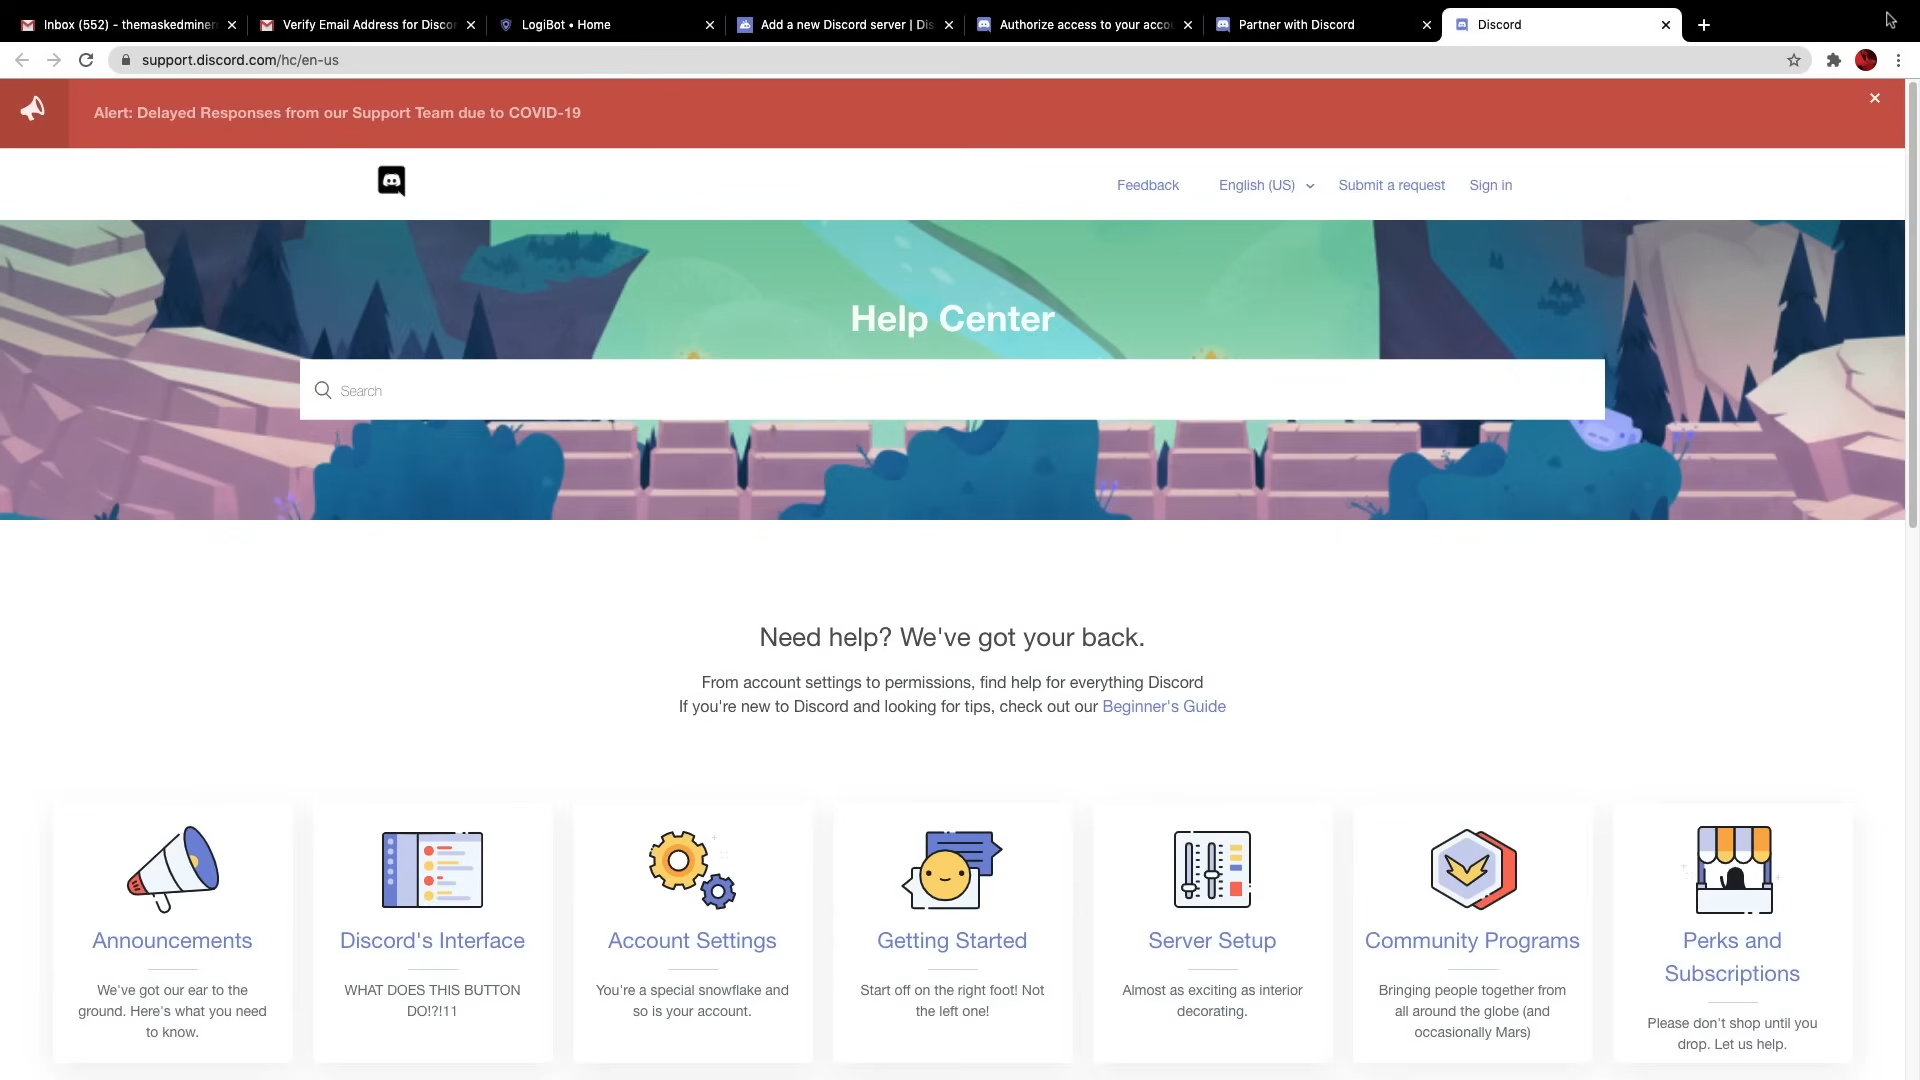 Inbox (552) - themaskedminer
Verify Email Address for Discor
LogiBot • Home
Add a new Discord server | Dis
Authorize access to your accou
Partner with Discord
Discord
support.discord.com/hc/en-us
Alert: Delayed Responses from our Support Team due to COVID-19
Feedback
English (US)
Submit a request
Sign in
Help Center
Search
Need help? We've got your back.
From account settings to permissions, find help for everything Discord
If you're new to Discord and looking for tips, check out our Beginner's Guide
Announcements
We've got our ear to the
ground. Here's what you need
to know.
Discord's Interface
WHAT DOES THIS BUTTON
DO!?!11
Account Settings
You're a special snowflake and
so is your account.
Getting Started
Start off on the right foot! Not
the left one!
Server Setup
Almost as exciting as interior
decorating.
Community Programs
Bringing people together from
all around the globe (and
occasionally Mars)
Perks and
Subscriptions
Please don't shop until you
drop. Let us help.